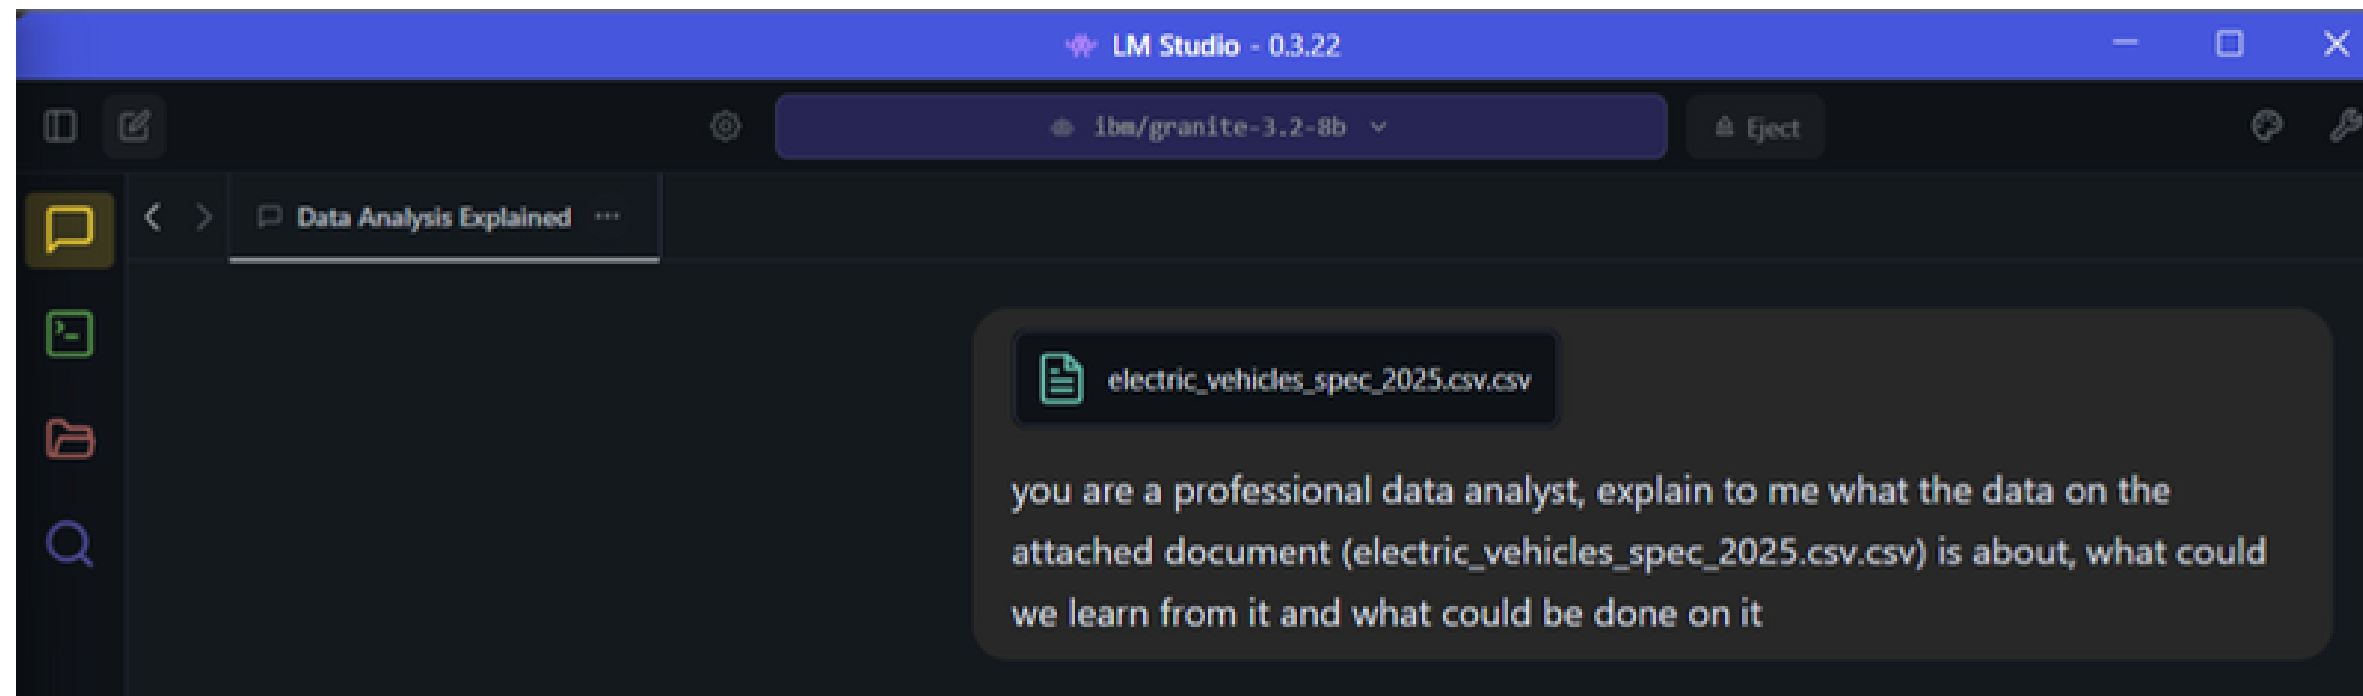 LM Studio - 0.3.22
ibm/granite-3.2-8b
Eject
Data Analysis Explained ...
electric_vehicles_spec_2025.csv.csv
you are a professional data analyst, explain to me what the data on the
attached document (electric_vehicles_spec_2025.csv.csv) is about, what could
we learn from it and what could be done on it